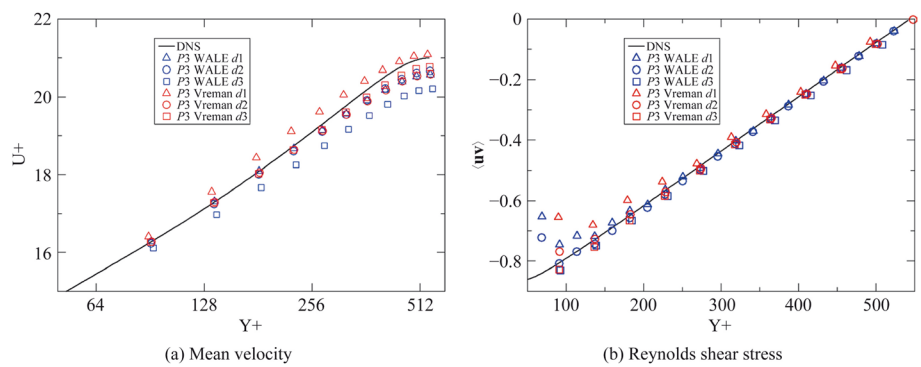 22
20
18
16
U+
64
128
256
512
Y+
DNS
P3 WALE d1
P3 WALE d2
P3 WALE d3
P3 Vreman d1
P3 Vreman d2
P3 Vreman d3
(a) Mean velocity
0
−0.2
−0.4
−0.6
−0.8
⟨uv⟩
100
200
300
400
500
Y+
DNS
P3 WALE d1
P3 WALE d2
P3 WALE d3
P3 Vreman d1
P3 Vreman d2
P3 Vreman d3
(b) Reynolds shear stress